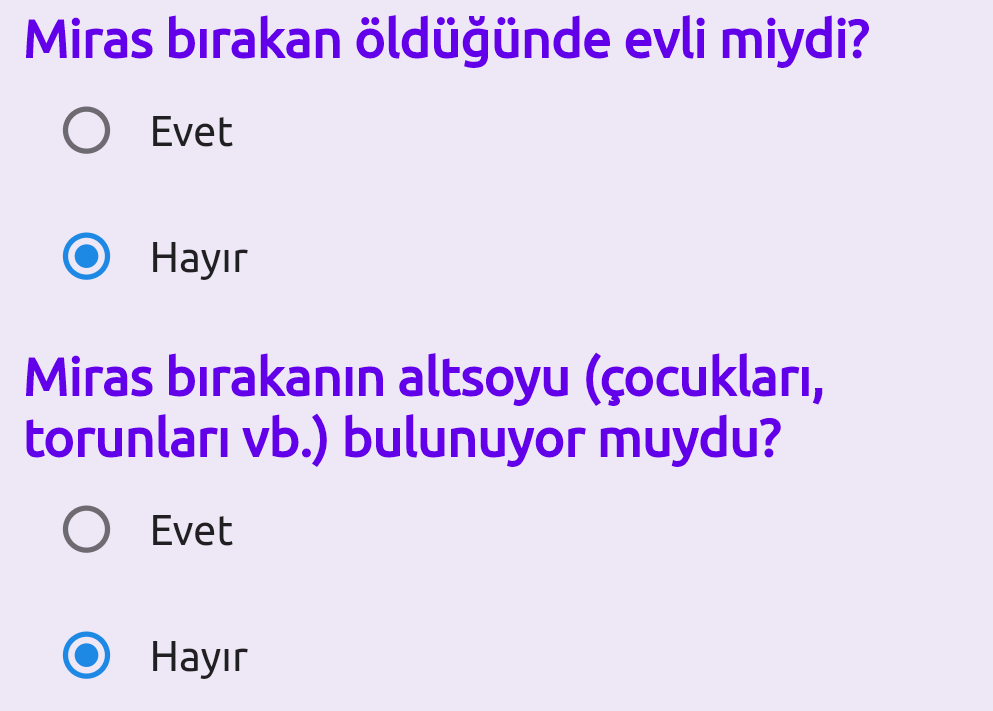 Miras bırakan öldüğünde evli miydi?
Evet
Hayır
Miras bırakanın altsoyu (çocukları,
torunları vb.) bulunuyor muydu?
Evet
Hayır